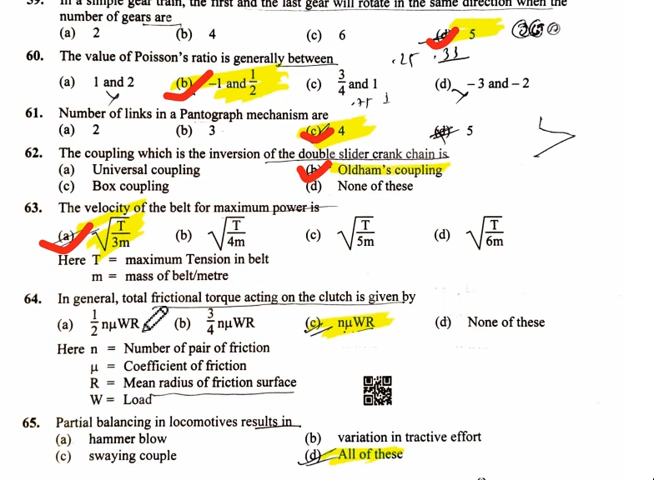 39. In a simple gear train, the first and the last gear will rotate in the same direction when the
number of gears are
(a) 2 (b) 4 (c) 6 (d) 5
60. The value of Poisson's ratio is generally between
.25 .33
(a) 1 and 2 (b) –1 and 1/2 (c) 3/4 and 1 (d) –3 and –2
.75 1
61. Number of links in a Pantograph mechanism are
(a) 2 (b) 3 (c) 4 (d) 5
62. The coupling which is the inversion of the double slider crank chain is
(a) Universal coupling (b) Oldham's coupling
(c) Box coupling (d) None of these
63. The velocity of the belt for maximum power is
(a) √(T/3m) (b) √(T/4m) (c) √(T/5m) (d) √(T/6m)
Here T = maximum Tension in belt
m = mass of belt/metre
64. In general, total frictional torque acting on the clutch is given by
(a) 1/2 nμWR (b) 3/4 nμWR (c) nμWR (d) None of these
Here n = Number of pair of friction
μ = Coefficient of friction
R = Mean radius of friction surface
W = Load
65. Partial balancing in locomotives results in
(a) hammer blow (b) variation in tractive effort
(c) swaying couple (d) All of these